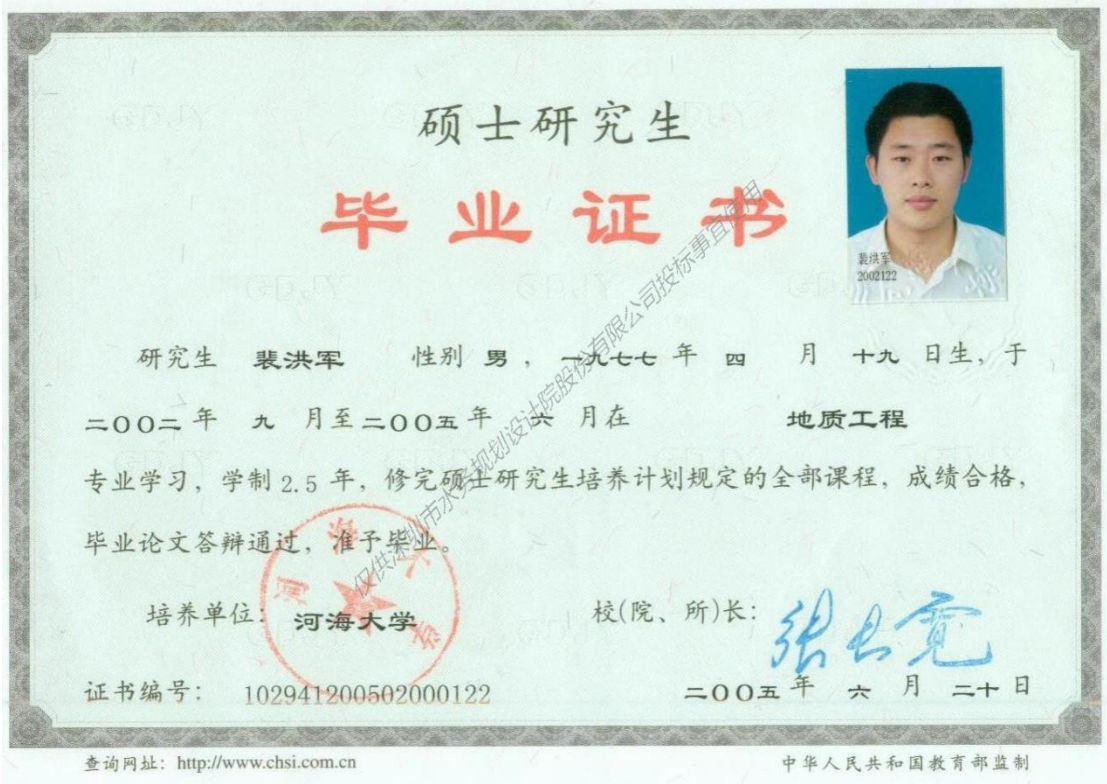 硕士研究生
毕业证书
裴洪军
2002122
研究生 裴洪军 性别 男，一九七七 年 四 月 十九 日生，于
二〇〇二 年 九 月至 二〇〇五 年 六 月在 地质工程
专业学习，学制 2.5 年，修完硕士研究生培养计划规定的全部课程，成绩合格，
毕业论文答辩通过，准予毕业。
培养单位：河海大学
校(院、所)长：张长宽
证书编号：102941200502000122
二〇〇五 年 六 月 二十 日
查询网址：http://www.chsi.com.cn
中华人民共和国教育部监制
仅供深圳市水务规划设计院股份有限公司投标事宜使用